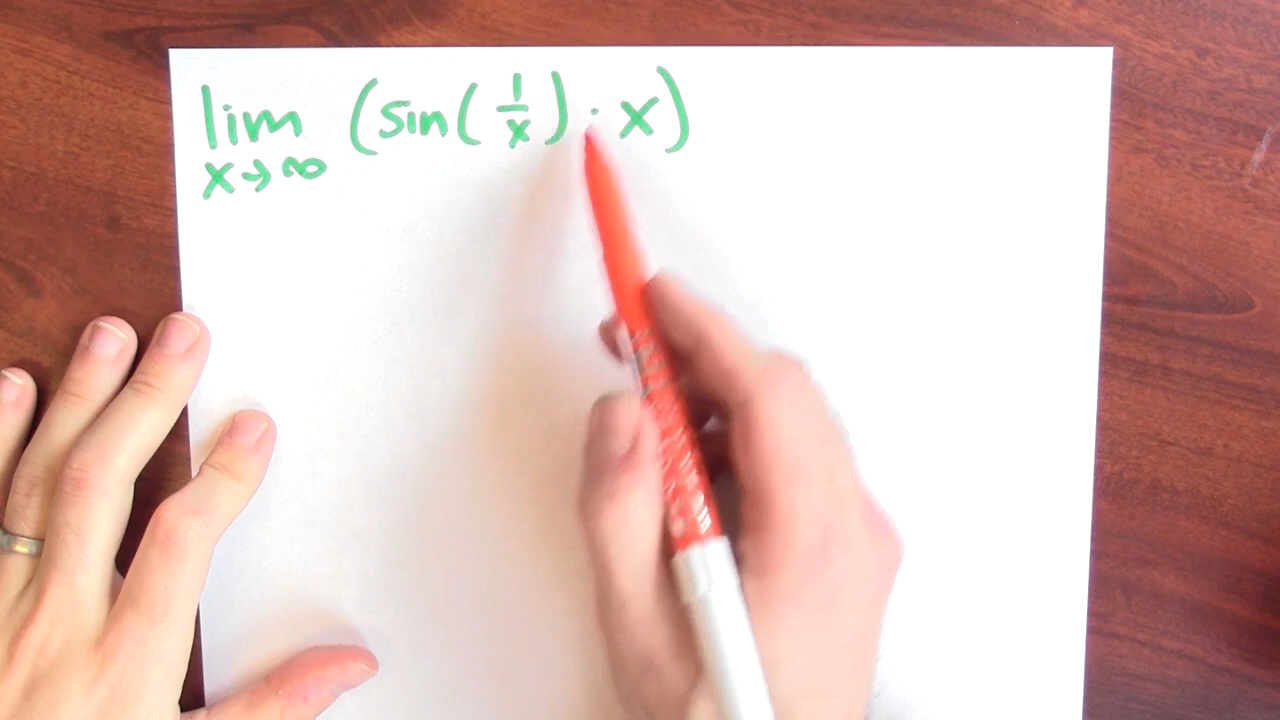 lim (sin(1/x) · x)
x→∞